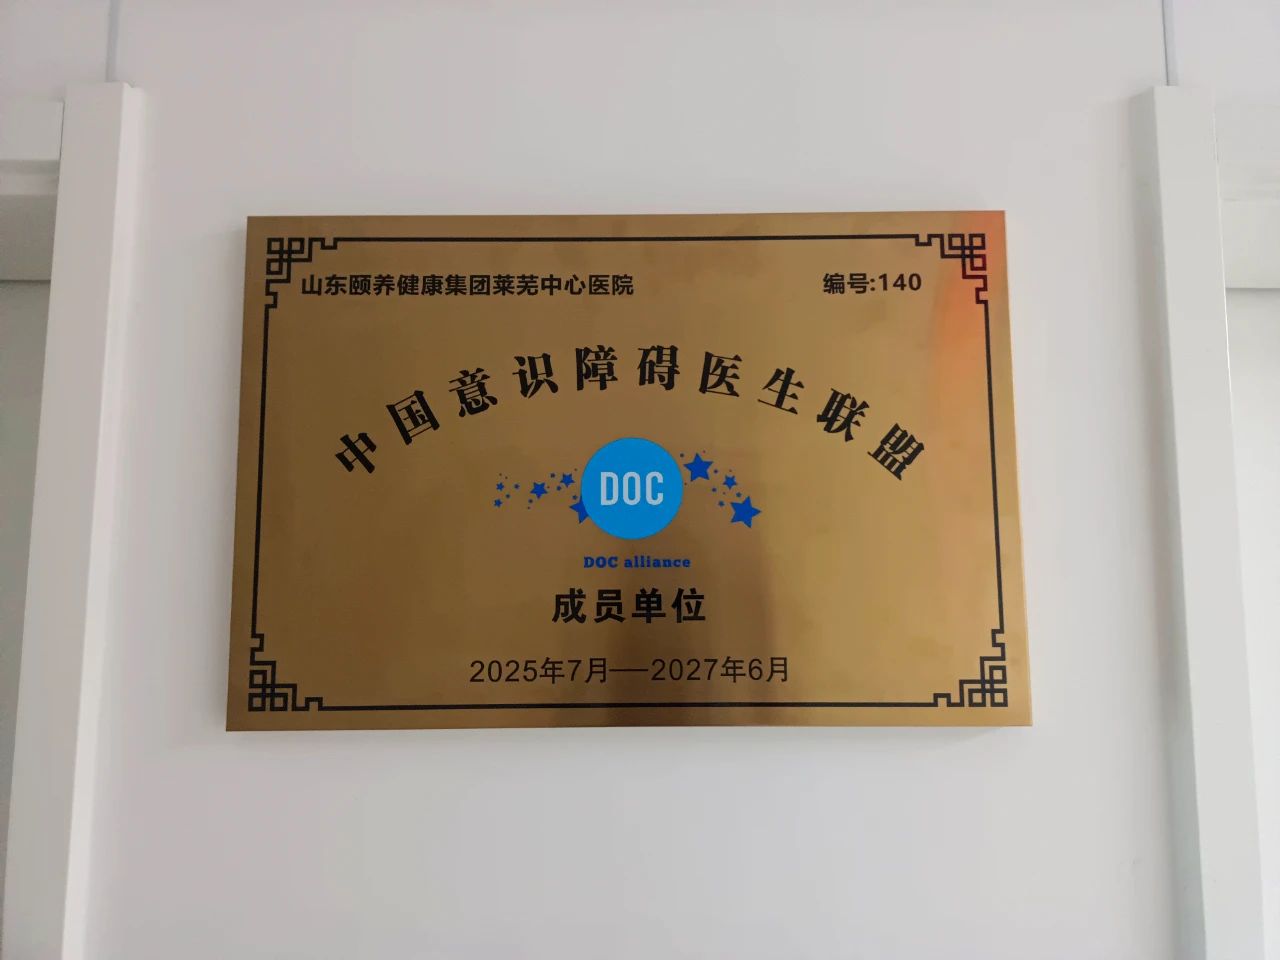 山东颐养健康集团莱芜中心医院 编号:140
中国意识障碍医生联盟
DOC
DOC alliance
成员单位
2025年7月——2027年6月